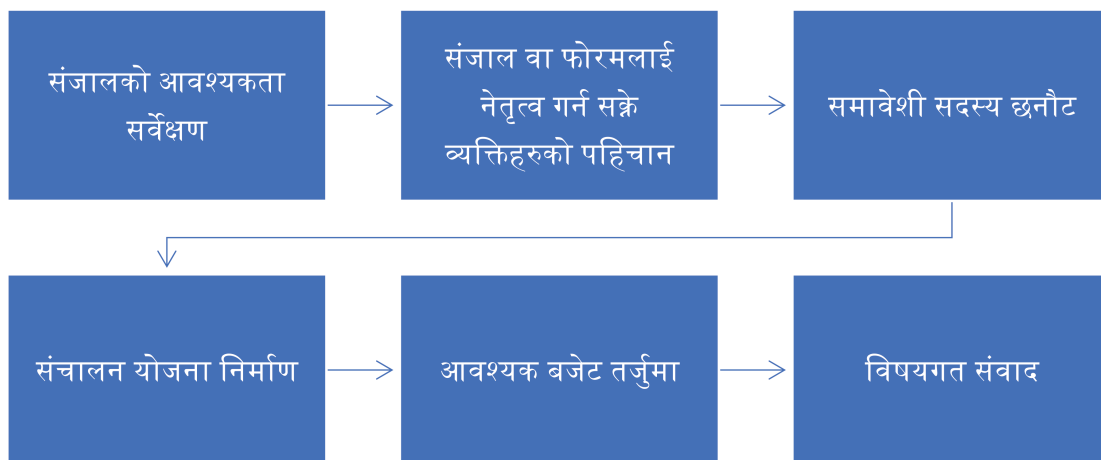 संजालको आवश्यकता
सर्वेक्षण
संजाल वा फोरमलाई
नेतृत्व गर्न सक्ने
व्यक्तिहरुको पहिचान
समावेशी सदस्य छनौट
संचालन योजना निर्माण
आवश्यक बजेट तर्जुमा
विषयगत संवाद